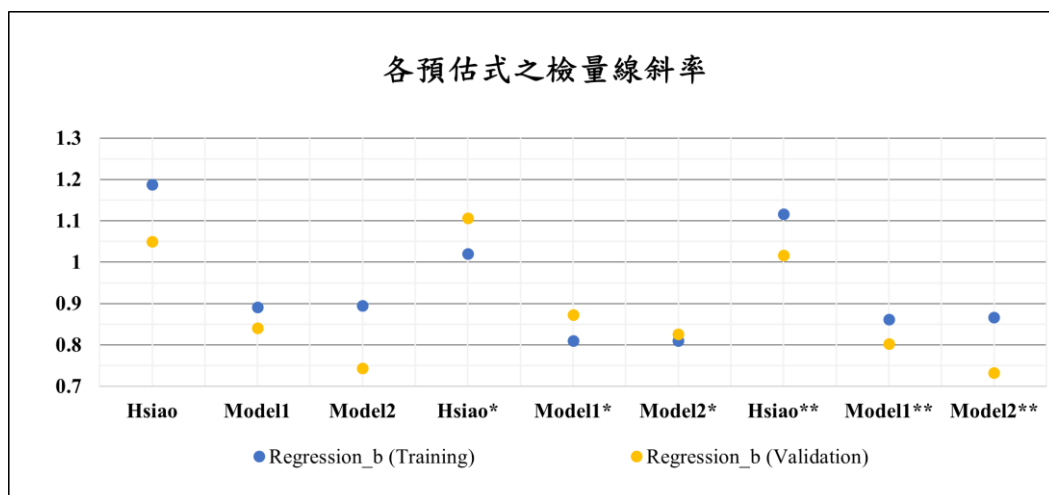 各預估式之檢量線斜率
1.3
1.2
1.1
1
0.9
0.8
0.7
Hsiao Model1 Model2 Hsiao* Model1* Model2* Hsiao** Model1** Model2**
Regression_b (Training) Regression_b (Validation)